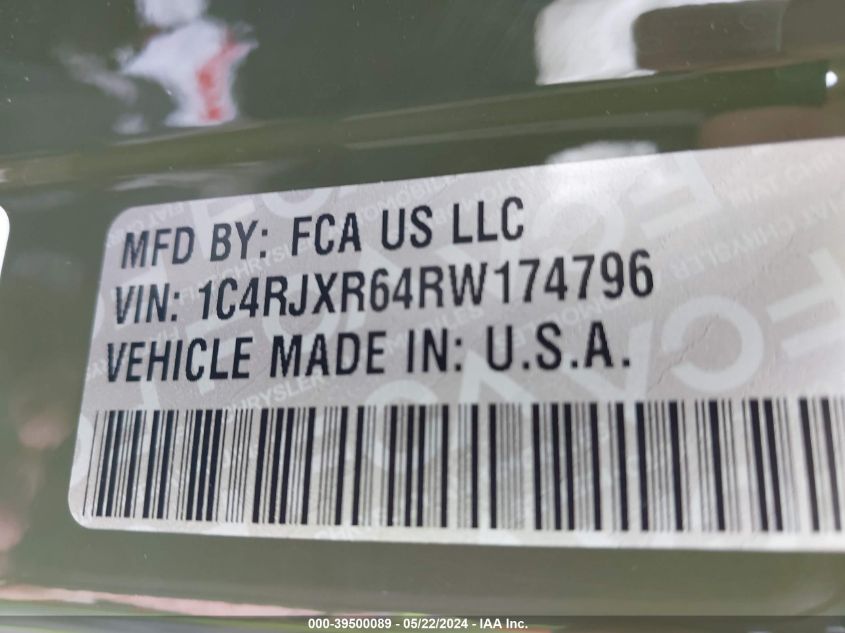 MFD BY: FCA US LLC
VIN: 1C4RJXR64RW174796
VEHICLE MADE IN: U.S.A.
000-39500089 - 05/22/2024 - IAA Inc.